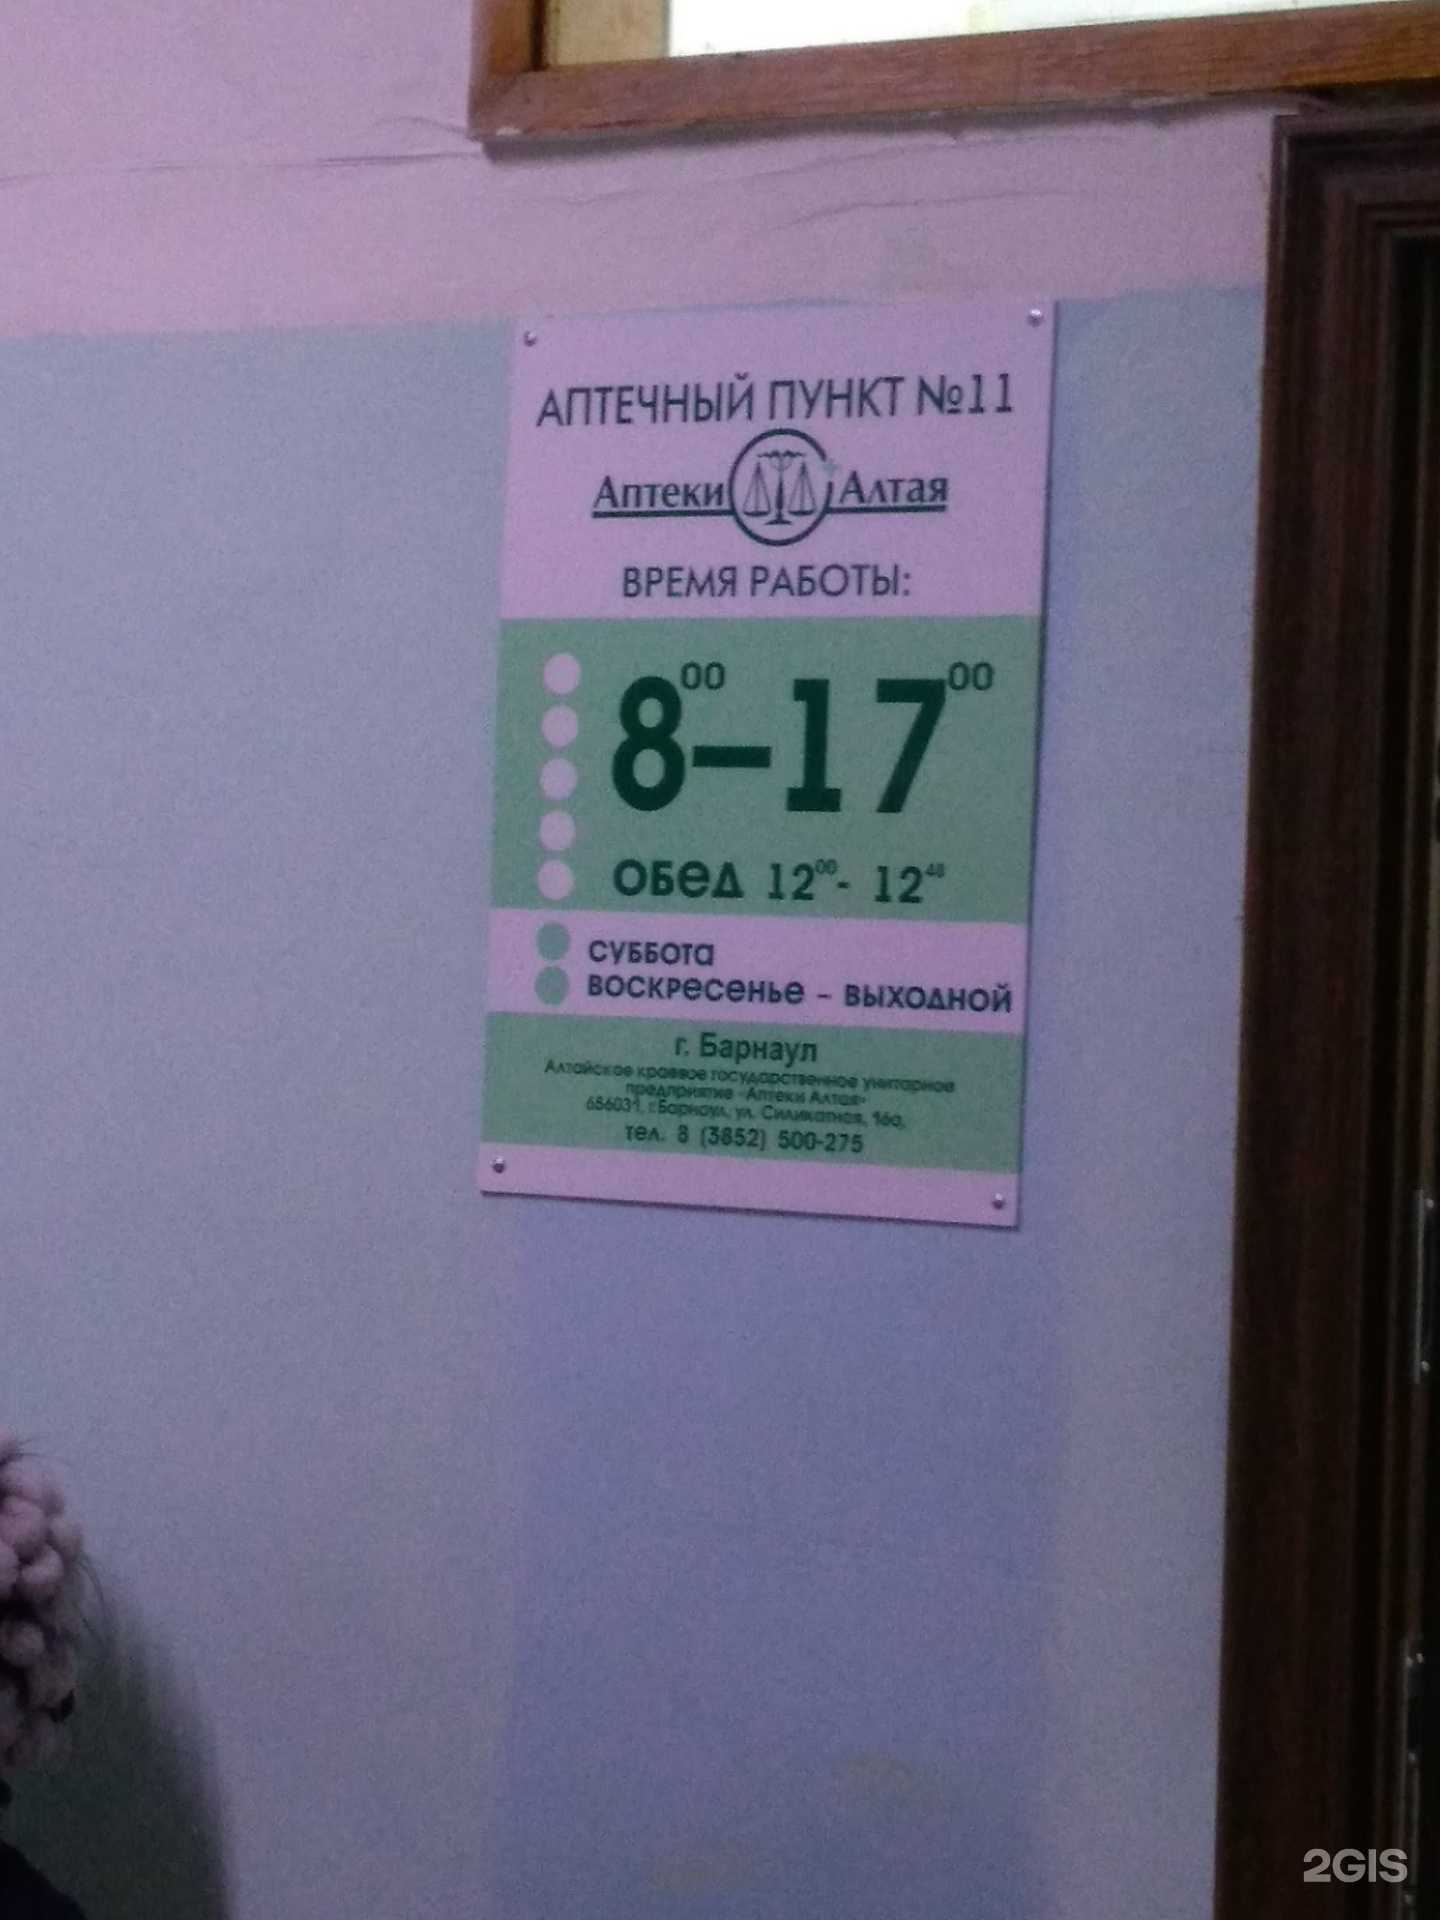 АПТЕЧНЫЙ ПУНКТ №11
Аптеки Алтая
ВРЕМЯ РАБОТЫ:
8⁰⁰–17⁰⁰
ОБЕД 12⁰⁰- 12⁴⁸
СУББОТА
ВОСКРЕСЕНЬЕ – ВЫХОДНОЙ
г. Барнаул
Алтайское краевое государственное унитарное
предприятие «Аптеки Алтая»
656031, г.Барнаул, ул. Силикатная, 16а,
тел. 8 (3852) 500-275
2GIS